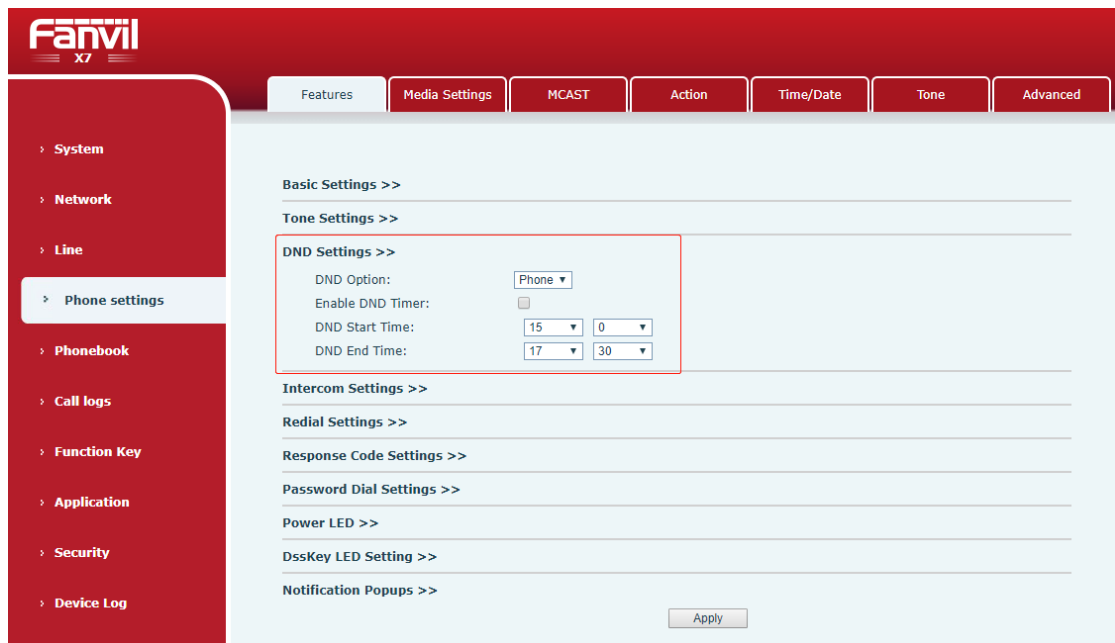 Fanvil
X7
Features Media Settings MCAST Action Time/Date Tone Advanced
› System
› Network
› Line
› Phone settings
› Phonebook
› Call logs
› Function Key
› Application
› Security
› Device Log
Basic Settings >>
Tone Settings >>
DND Settings >>
DND Option: Phone ▼
Enable DND Timer:
DND Start Time: 15 ▼ 0 ▼
DND End Time: 17 ▼ 30 ▼
Intercom Settings >>
Redial Settings >>
Response Code Settings >>
Password Dial Settings >>
Power LED >>
DssKey LED Setting >>
Notification Popups >>
Apply